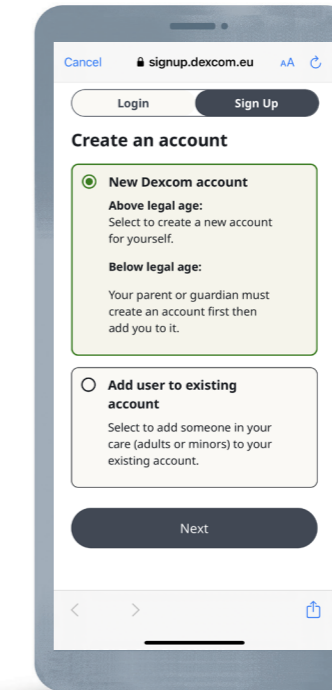 Cancel signup.dexcom.eu AA
Login Sign Up
Create an account
New Dexcom account
Above legal age:
Select to create a new account
for yourself.
Below legal age:
Your parent or guardian must
create an account first then
add you to it.
Add user to existing
account
Select to add someone in your
care (adults or minors) to your
existing account.
Next